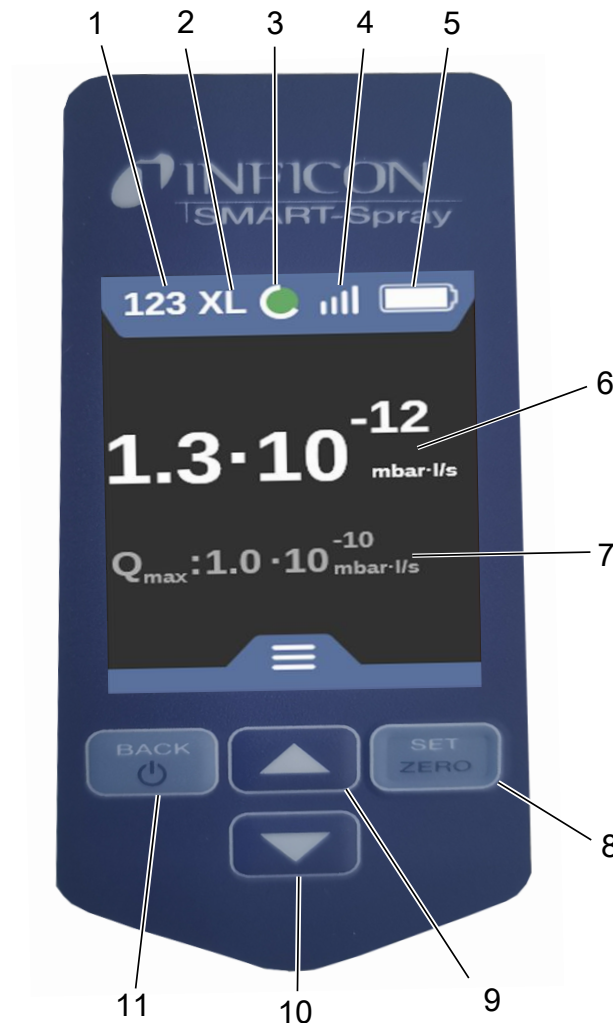 1 2 3 4 5
INFICON
SMART-Spray
123 XL
1.3·10⁻¹² mbar·l/s
6
Qmax:1.0·10⁻¹⁰ mbar·l/s
7
BACK
SET
ZERO
8
9
10
11